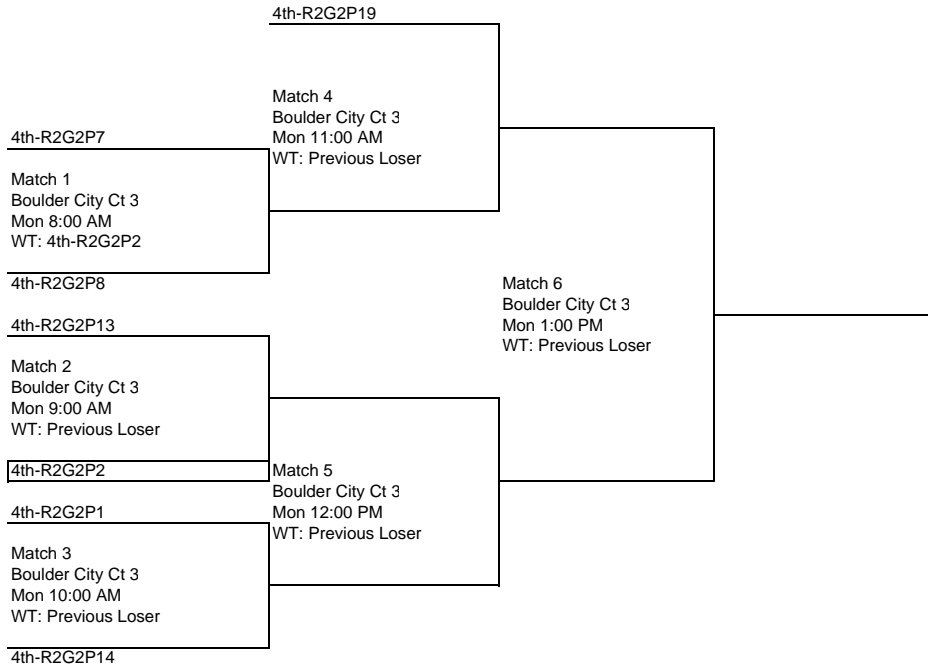 4th-R2G2P19
Match 4
Boulder City Ct 3
Mon 11:00 AM
WT: Previous Loser
4th-R2G2P7
Match 1
Boulder City Ct 3
Mon 8:00 AM
WT: 4th-R2G2P2
4th-R2G2P8
Match 6
Boulder City Ct 3
Mon 1:00 PM
WT: Previous Loser
4th-R2G2P13
Match 2
Boulder City Ct 3
Mon 9:00 AM
WT: Previous Loser
4th-R2G2P2
Match 5
Boulder City Ct 3
Mon 12:00 PM
WT: Previous Loser
4th-R2G2P1
Match 3
Boulder City Ct 3
Mon 10:00 AM
WT: Previous Loser
4th-R2G2P14